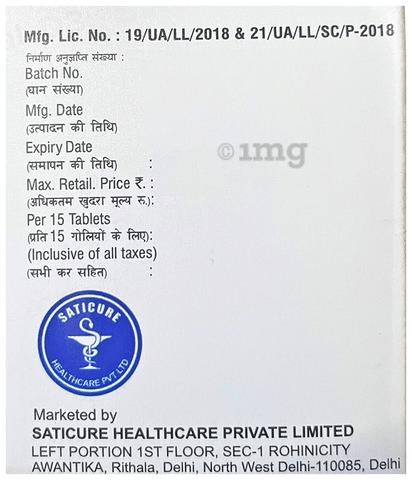 Mfg. Lic. No. : 19/UA/LL/2018 & 21/UA/LL/SC/P-2018
निर्माण अनुज्ञप्ति संख्या :
Batch No.
(घान संख्या)
Mfg. Date
(उत्पादन की तिथि)
Expiry Date
(समापन की तिथि) :
Max. Retail. Price ₹. :
(अधिकतम खुदरा मूल्य रु.):
Per 15 Tablets
(प्रति 15 गोलियों के लिए):
(Inclusive of all taxes)
(सभी कर सहित) :
1mg
SATICURE
HEALTHCARE PVT LTD
Marketed by
SATICURE HEALTHCARE PRIVATE LIMITED
LEFT PORTION 1ST FLOOR, SEC-1 ROHINICITY
AWANTIKA, Rithala, Delhi, North West Delhi-110085, Delhi